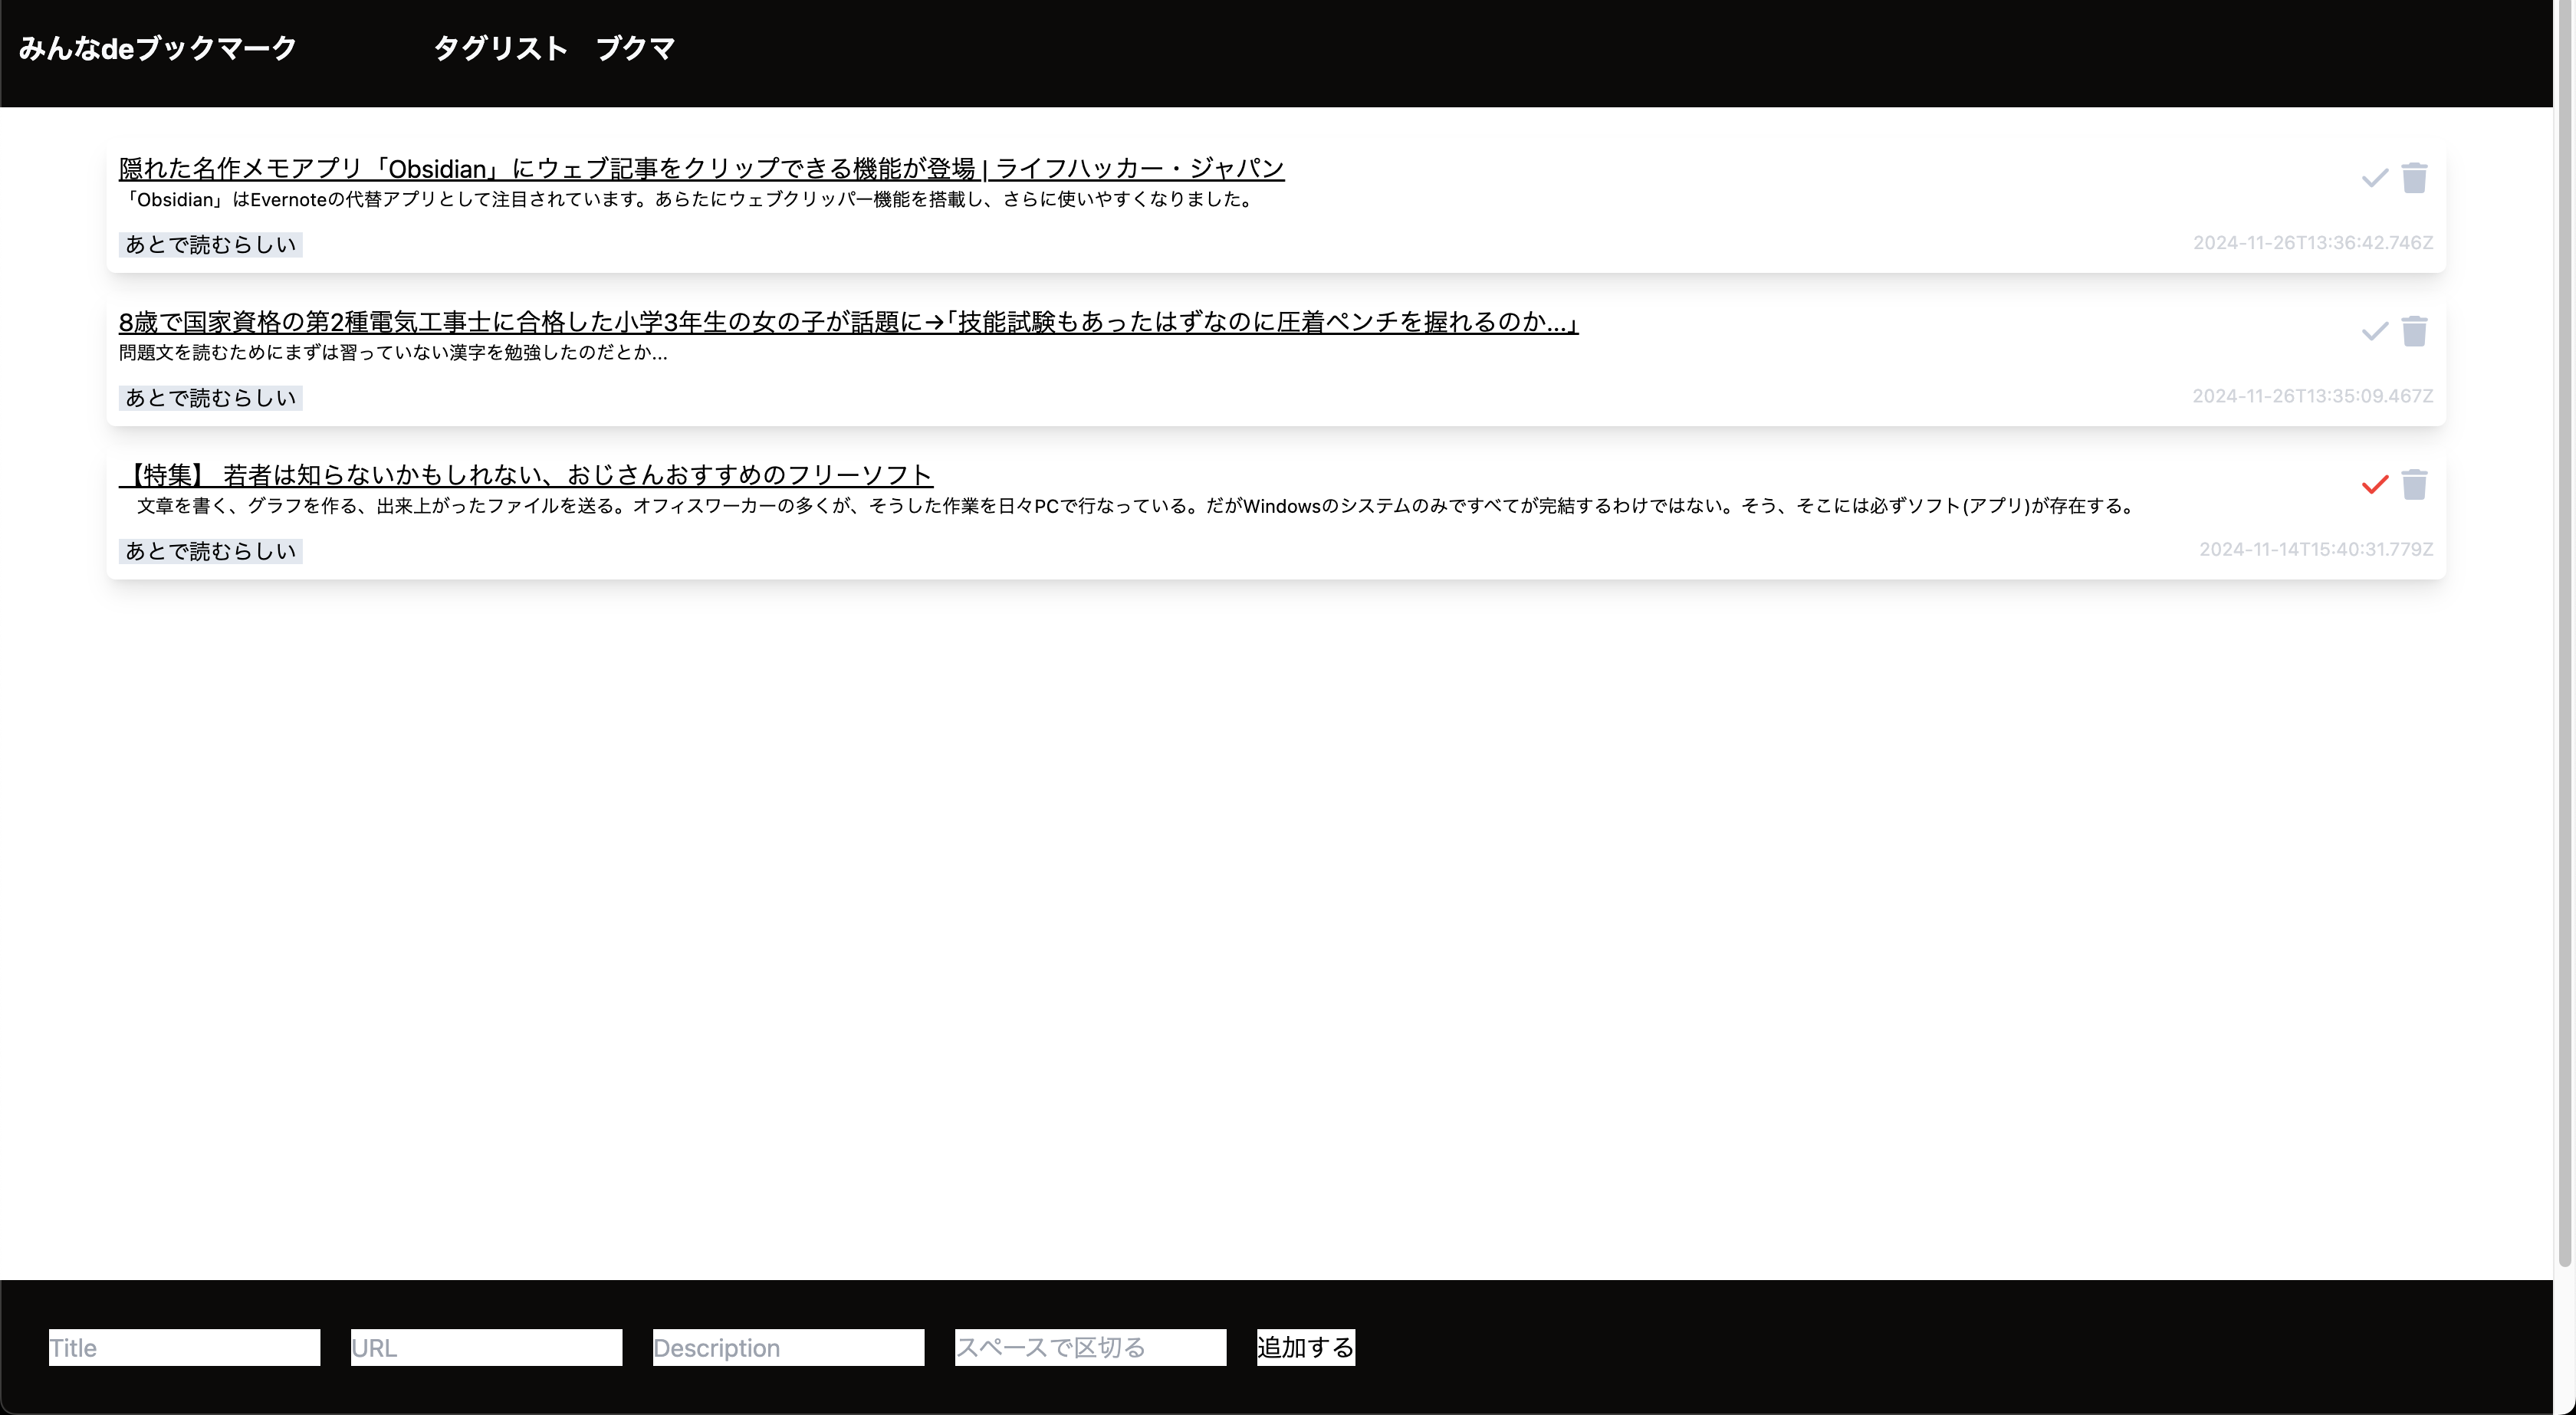 みんなdeブックマーク タグリスト ブクマ
隠れた名作メモアプリ「Obsidian」にウェブ記事をクリップできる機能が登場 | ライフハッカー・ジャパン
「Obsidian」はEvernoteの代替アプリとして注目されています。あらたにウェブクリッパー機能を搭載し、さらに使いやすくなりました。
あとで読むらしい 2024-11-26T13:36:42.746Z
8歳で国家資格の第2種電気工事士に合格した小学3年生の女の子が話題に→「技能試験もあったはずなのに圧着ペンチを握れるのか...」
問題文を読むためにまずは習っていない漢字を勉強したのだとか...
あとで読むらしい 2024-11-26T13:35:09.467Z
【特集】 若者は知らないかもしれない、おじさんおすすめのフリーソフト
文章を書く、グラフを作る、出来上がったファイルを送る。オフィスワーカーの多くが、そうした作業を日々PCで行なっている。だがWindowsのシステムのみですべてが完結するわけではない。そう、そこには必ずソフト(アプリ)が存在する。
あとで読むらしい 2024-11-14T15:40:31.779Z
Title URL Description スペースで区切る 追加する